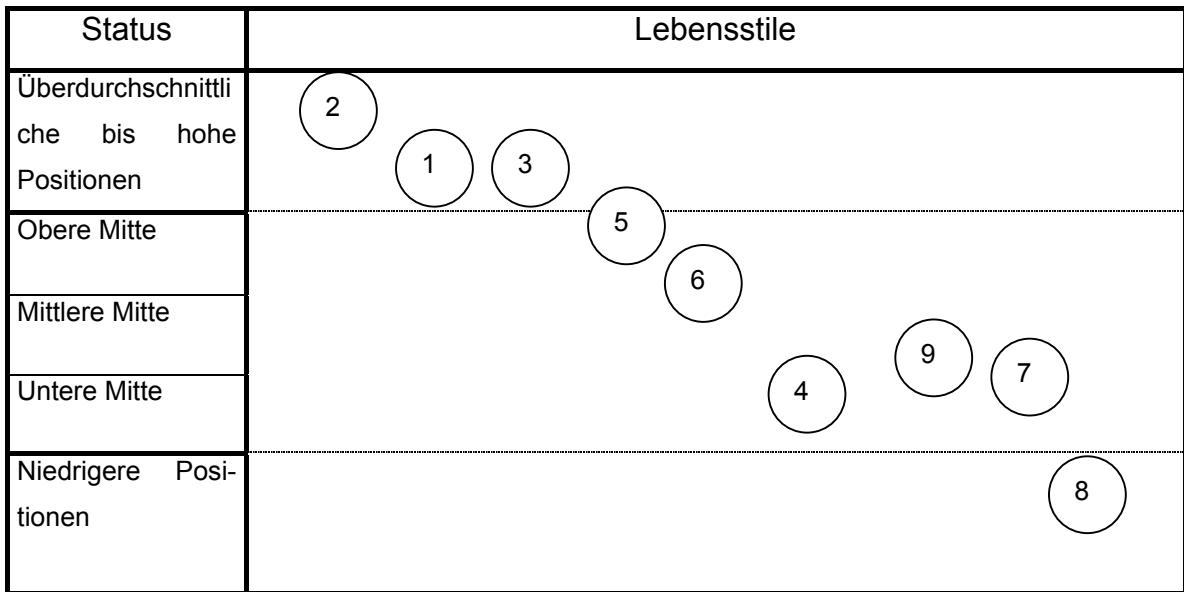 Status
Lebensstile
Überdurchschnittli
che bis hohe
Positionen
2
1
3
Obere Mitte
5
6
Mittlere Mitte
9
7
Untere Mitte
4
Niedrigere Posi-
tionen
8